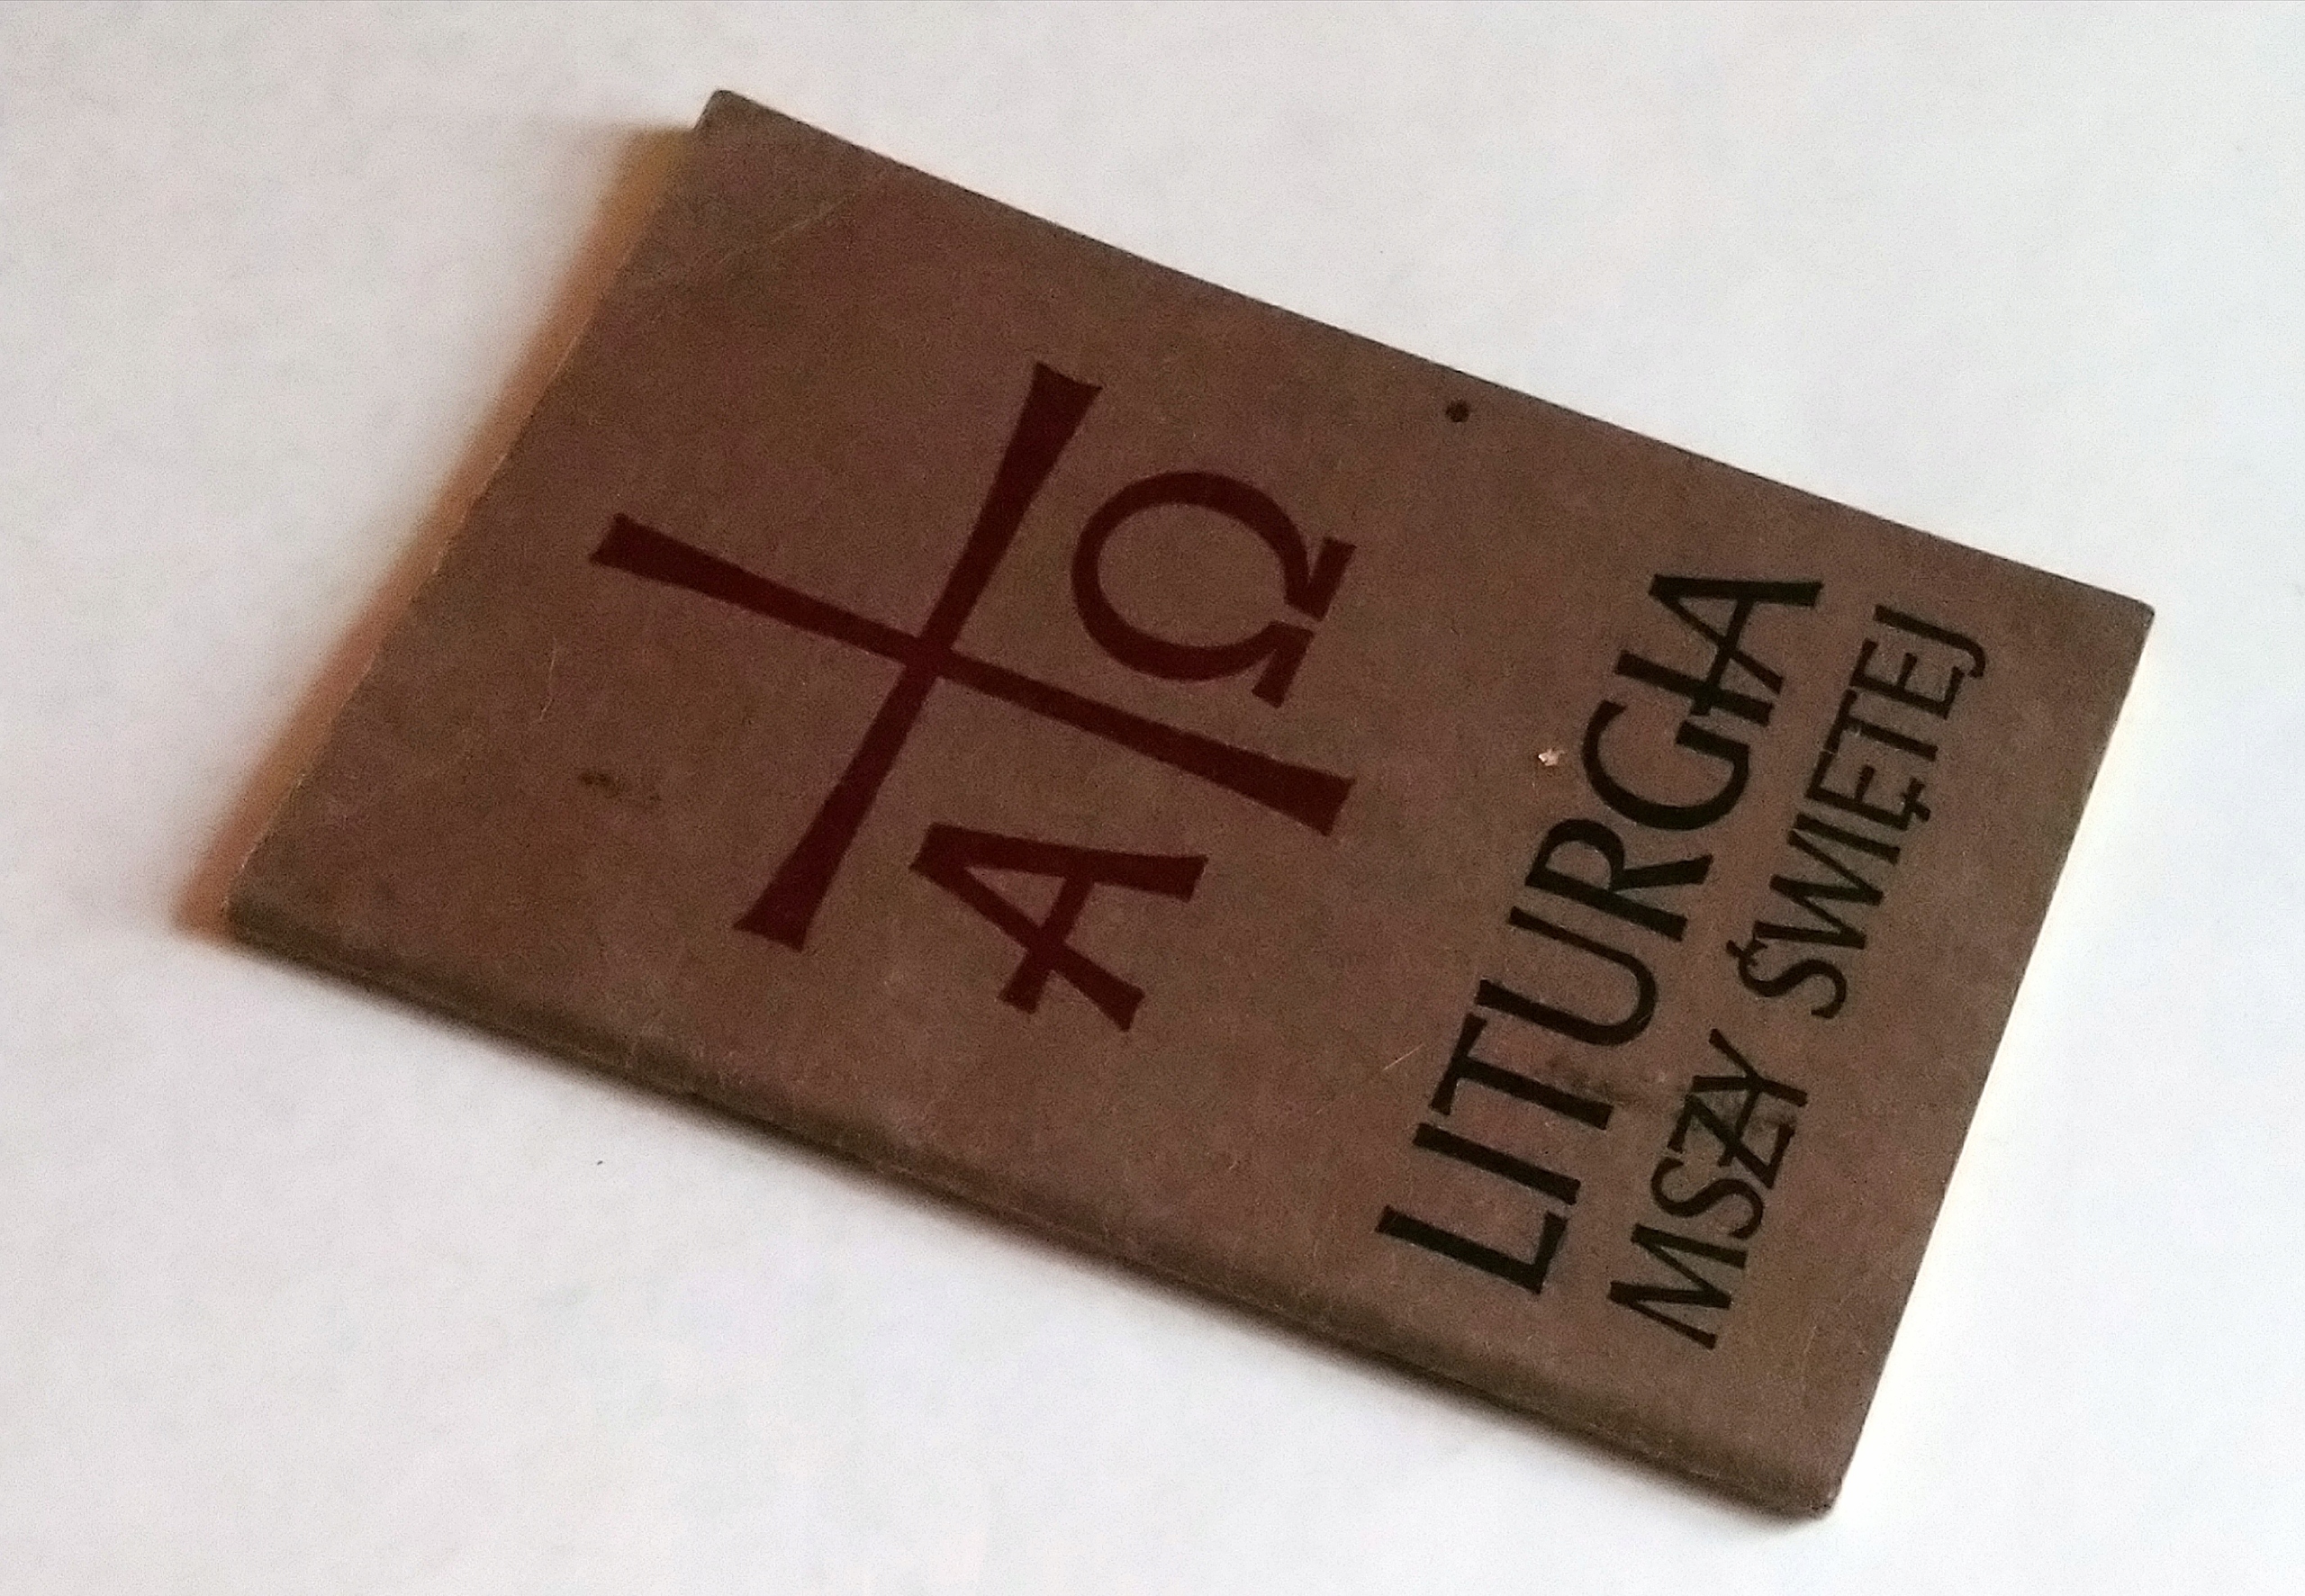 Α Ω
LITURGIA
MSZY ŚWIĘTEJ